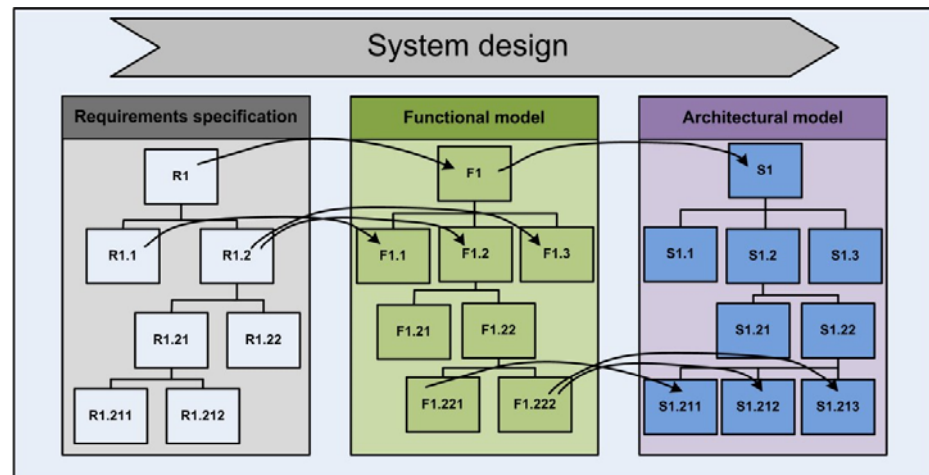 System design
Requirements specification
R1
R1.1
R1.2
R1.21
R1.22
R1.211
R1.212
Functional model
F1
F1.1
F1.2
F1.3
F1.21
F1.22
F1.221
F1.222
Architectural model
S1
S1.1
S1.2
S1.3
S1.21
S1.22
S1.211
S1.212
S1.213